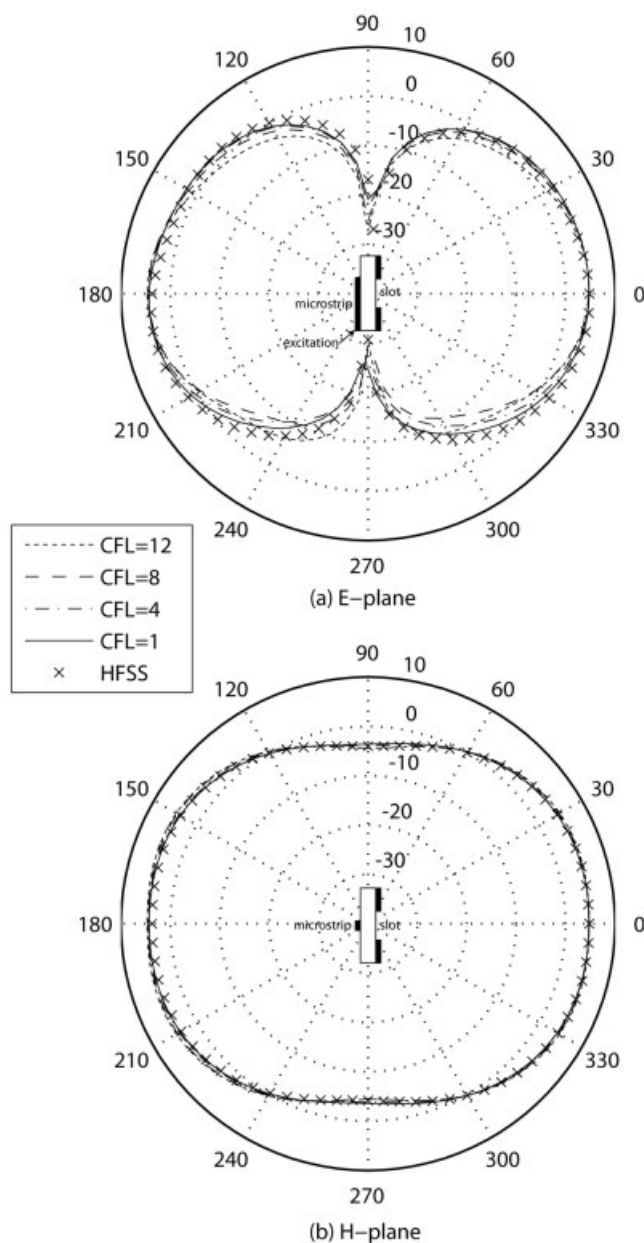 90
10
120
60
0
-10
150
30
-20
-30
180
microstrip
slot
0
excitation
210
330
240
300
270
(a) E−plane
CFL=12
CFL=8
CFL=4
CFL=1
HFSS
90
10
120
60
0
-10
150
30
-20
-30
180
microstrip
slot
0
210
330
240
300
270
(b) H−plane